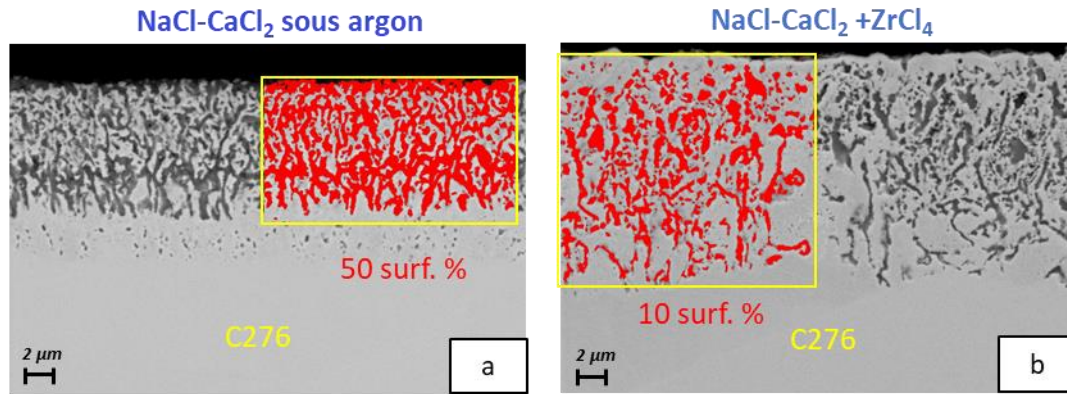 NaCl-CaCl₂ sous argon
50 surf. %
C276
2 µm
a
NaCl-CaCl₂ +ZrCl₄
10 surf. %
C276
2 µm
b